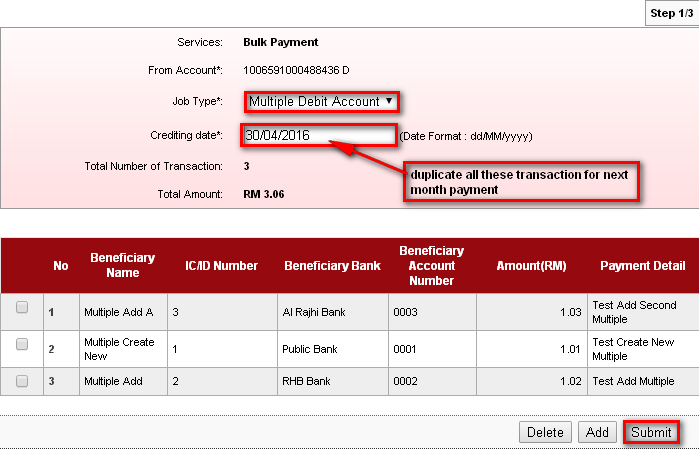 Step 1/3
Services: Bulk Payment
From Account*: 1006591000488436 D
Job Type*: Multiple Debit Account
Crediting date*: 30/04/2016 (Date Format : dd/MM/yyyy)
Total Number of Transaction: 3
duplicate all these transaction for next
month payment
Total Amount: RM 3.06
No Beneficiary Name IC/ID Number Beneficiary Bank Beneficiary Account Number Amount(RM) Payment Detail
1 Multiple Add A 3 Al Rajhi Bank 0003 1.03 Test Add Second Multiple
2 Multiple Create New 1 Public Bank 0001 1.01 Test Create New Multiple
3 Multiple Add 2 RHB Bank 0002 1.02 Test Add Multiple
Delete Add Submit